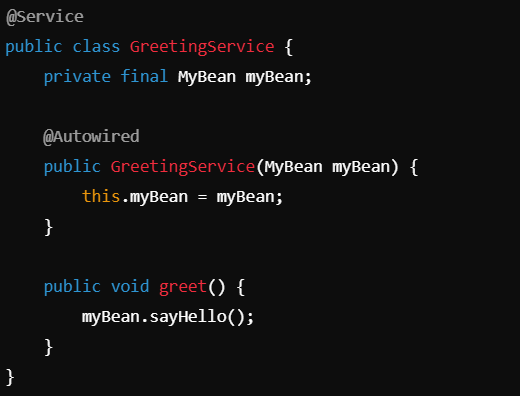 @Service
public class GreetingService {
    private final MyBean myBean;

    @Autowired
    public GreetingService(MyBean myBean) {
        this.myBean = myBean;
    }

    public void greet() {
        myBean.sayHello();
    }
}